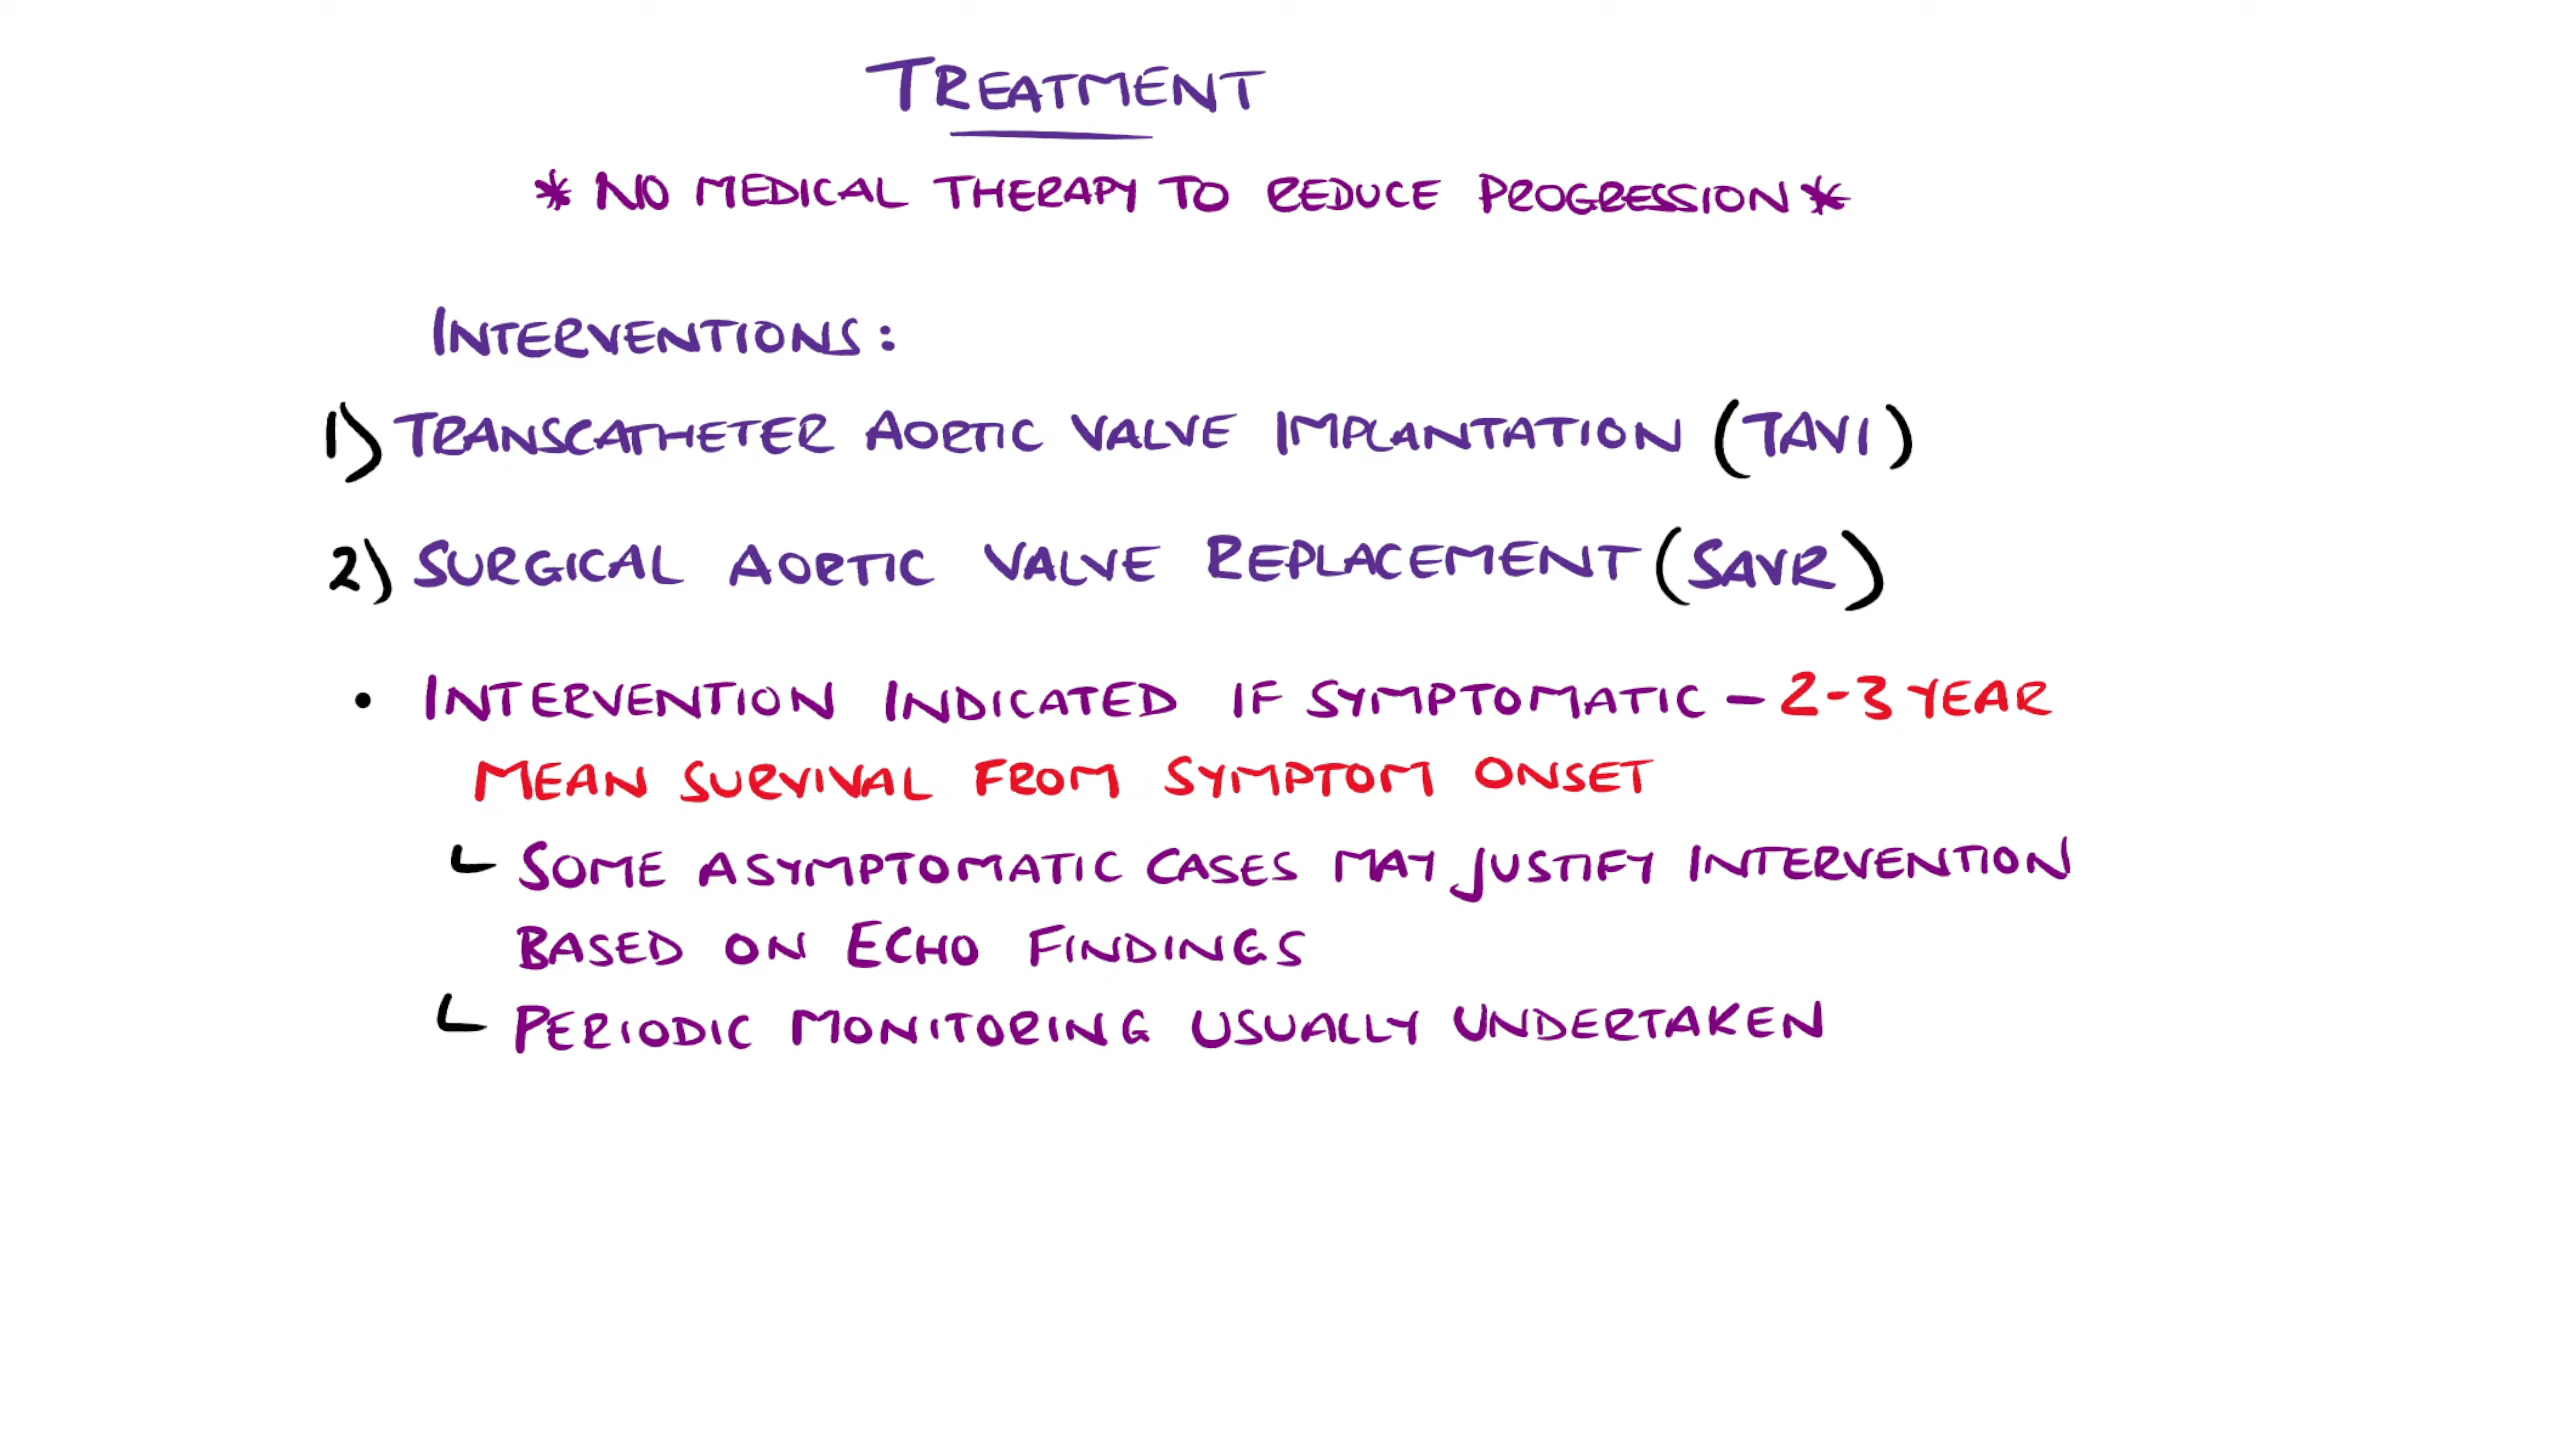 TREATMENT
* NO MEDICAL THERAPY TO REDUCE PROGRESSION *
INTERVENTIONS:
1) TRANSCATHETER AORTIC VALVE IMPLANTATION (TAVI)
2) SURGICAL AORTIC VALVE REPLACEMENT (SAVR)
• INTERVENTION INDICATED IF SYMPTOMATIC – 2-3 YEAR
MEAN SURVIVAL FROM SYMPTOM ONSET
SOME ASYMPTOMATIC CASES MAY JUSTIFY INTERVENTION
BASED ON ECHO FINDINGS
PERIODIC MONITORING USUALLY UNDERTAKEN